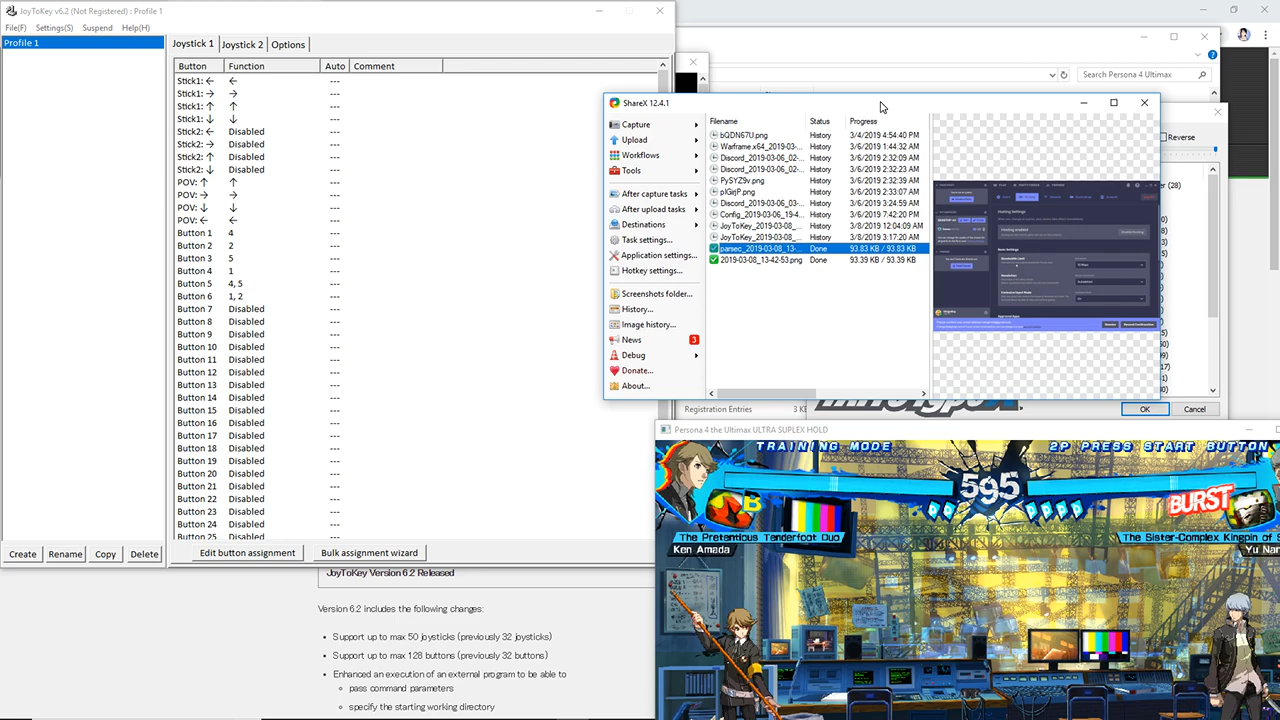 JoyToKey v6.2 (Not Registered) : Profile 1
File(F) Settings(S) Suspend Help(H)
Profile 1
Joystick 1 Joystick 2 Options
Button Function Auto Comment
Stick1: ← ← ---
Stick1: → → ---
Stick1: ↑ ↑ ---
Stick1: ↓ ↓ ---
Stick2: ← Disabled ---
Stick2: → Disabled ---
Stick2: ↑ Disabled ---
Stick2: ↓ Disabled ---
POV: ↑ ↑ ---
POV: → → ---
POV: ↓ ↓ ---
POV: ← ← ---
Button 1 4 ---
Button 2 2 ---
Button 3 5 ---
Button 4 1 ---
Button 5 4, 5 ---
Button 6 1, 2 ---
Button 7 Disabled ---
Button 8 Disabled ---
Button 9 Disabled ---
Button 10 Disabled ---
Button 11 Disabled ---
Button 12 Disabled ---
Button 13 Disabled ---
Button 14 Disabled ---
Button 15 Disabled ---
Button 16 Disabled ---
Button 17 Disabled ---
Button 18 Disabled ---
Button 19 Disabled ---
Button 20 Disabled ---
Button 21 Disabled ---
Button 22 Disabled ---
Button 23 Disabled ---
Button 24 Disabled ---
Button 25 Disabled ---
Create Rename Copy Delete
Edit button assignment Bulk assignment wizard
JoyToKey Version 6.2 Released
Version 6.2 includes the following changes:
• Support up to max 50 joysticks (previously 32 joysticks)
• Support up to max 128 buttons (previously 32 buttons)
• Enhanced an execution of an external program to be able to
pass command parameters
specify the starting working directory
Search Persona 4 Ultimax
Reverse
ShareX 12.4.1
Capture
Upload
Workflows
Tools
After capture tasks
After upload tasks
Destinations
Task settings...
Application settings...
Hotkey settings...
Screenshots folder...
History...
Image history...
News 3
Debug
Donate...
About...
Filename Status Progress
bQDN67U.png History 3/4/2019 4:54:40 PM
Warframe.x64_2019-03-... History 3/6/2019 1:44:32 AM
Discord_2019-03-06_02-... History 3/6/2019 2:32:09 AM
Discord_2019-03-06_02-... History 3/6/2019 2:32:23 AM
PySYZ9v.png History 3/6/2019 2:32:39 AM
pXGitjP.png History 3/6/2019 2:33:07 AM
Discord_2019-03-06_03-... History 3/6/2019 3:24:59 AM
Config_2019-03-06_19-4... History 3/6/2019 7:42:20 PM
JoyToKey_2019-03-08_... History 3/8/2019 12:04:09 AM
JoyToKey_2019-03-08_... History 3/8/2019 3:17:20 AM
parsec_2019-03-08_13-... Done 93.83 KB / 93.83 KB
2019-03-08_13-42-53.png Done 93.39 KB / 93.39 KB
er (28)
Registration Entries 3 KB
OK Cancel
Persona 4 the Ultimax ULTRA SUPLEX HOLD
TRAINING MODE 2P PRESS START BUTTON
595
BURST
The Pretentious Tenderfoot Duo
Ken Amada
The Sister-Complex Kingpin of S
Yu Nar